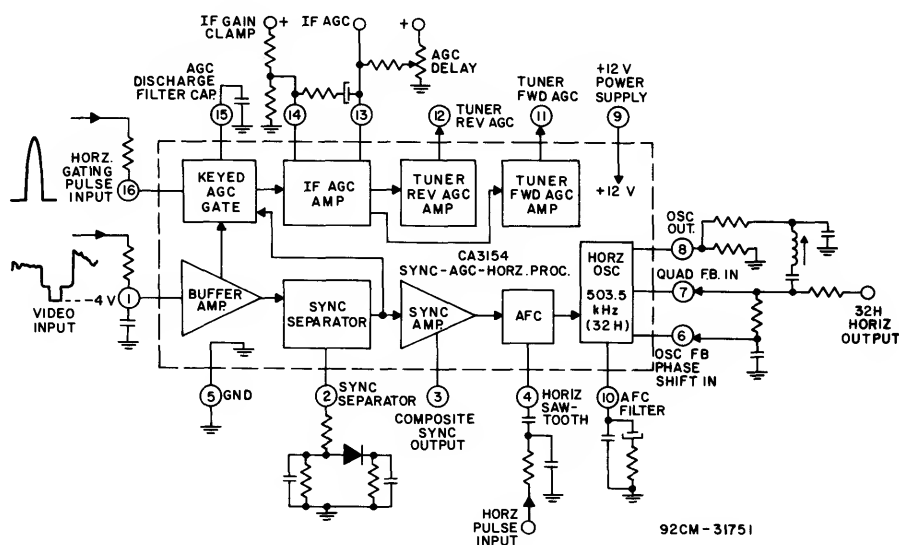 IF GAIN
CLAMP
+
IF AGC
+
AGC
DELAY
AGC
DISCHARGE
FILTER CAP.
15
14
13
12
TUNER
REV AGC
TUNER
FWD AGC
11
+12 V
POWER
SUPPLY
9
HORZ.
GATING
PULSE
INPUT
16
KEYED
AGC
GATE
IF AGC
AMP
TUNER
REV AGC
AMP
TUNER
FWD AGC
AMP
+12 V
OSC
OUT.
8
CA3154
SYNC-AGC-HORZ. PROC.
HORZ
OSC
503.5
kHz
(32 H)
QUAD F.B. IN
7
4 V
1
VIDEO
INPUT
BUFFER
AMP.
SYNC
SEPARATOR
SYNC
AMP.
AFC
32H
HORIZ
OUTPUT
6
OSC FB
PHASE
SHIFT IN
5
GND
2
SYNC
SEPARATOR
3
COMPOSITE
SYNC
OUTPUT
4
HORIZ
SAW-
TOOTH
10
AFC
FILTER
HORZ
PULSE
INPUT
92CM-31751